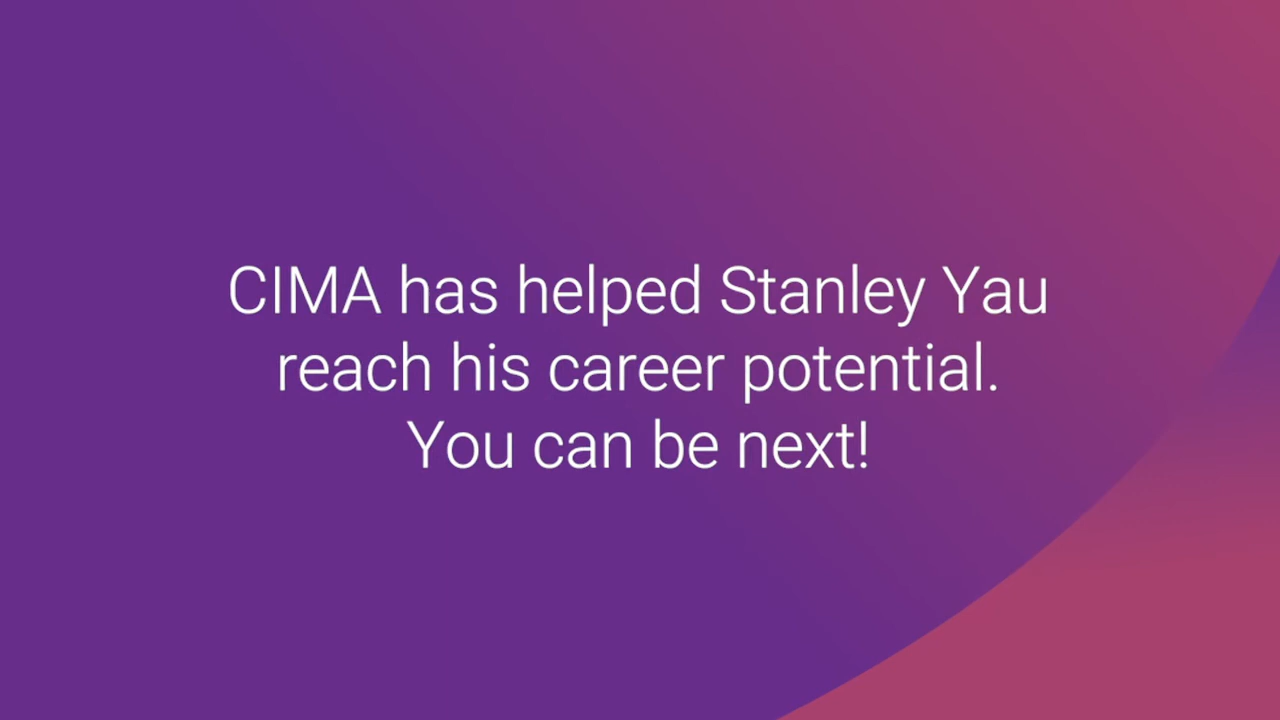 CIMA has helped Stanley Yau
reach his career potential.
You can be next!